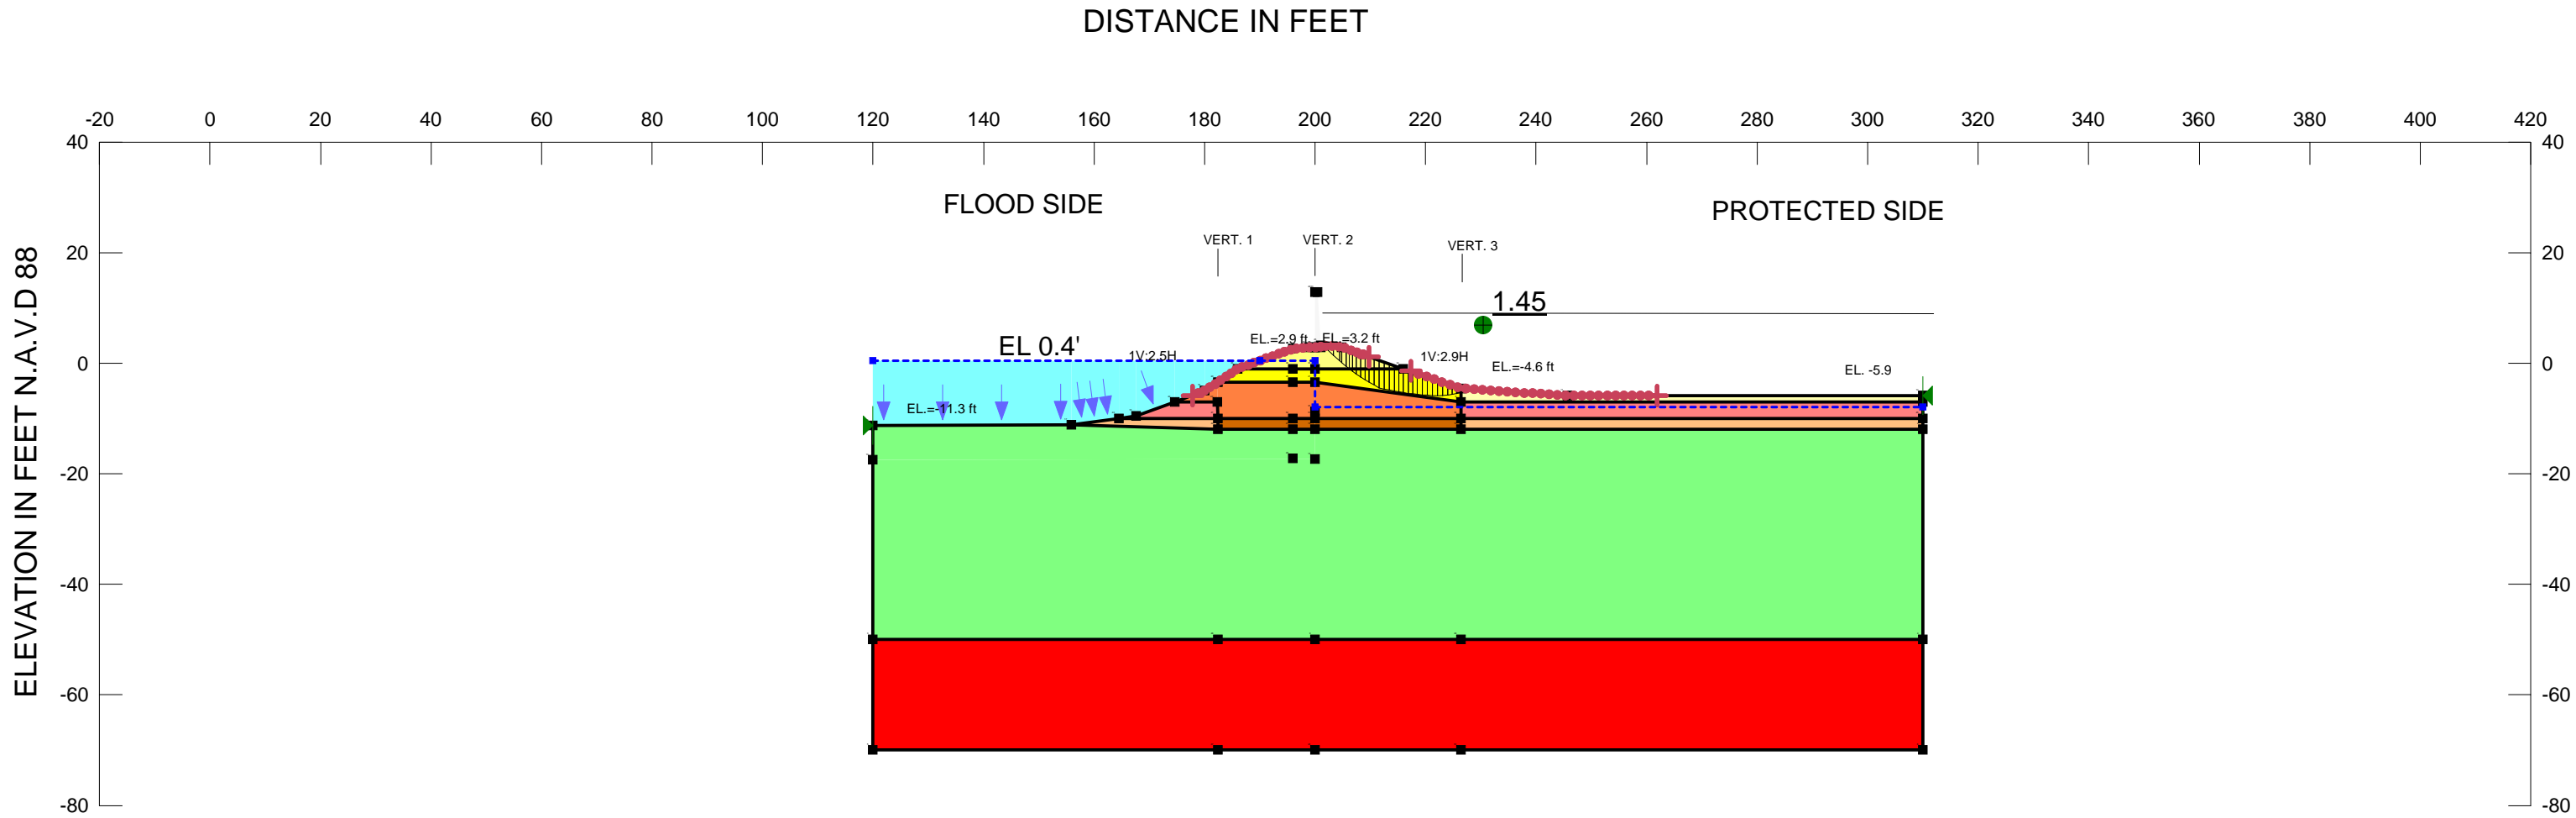 DISTANCE IN FEET
-20 0 20 40 60 80 100 120 140 160 180 200 220 240 260 280 300 320 340 360 380 400 420
40 40
FLOOD SIDE
PROTECTED SIDE
VERT. 1 VERT. 2 VERT. 3
20 20
1.45
EL 0.4'
EL.=2.9 ft
EL.=3.2 ft
1V:2.5H
1V:2.9H
0 0
EL.=-4.6 ft
EL. -5.9
EL.=-11.3 ft
-20 -20
-40 -40
-60 -60
-80 -80
ELEVATION IN FEET N.A.V.D 88